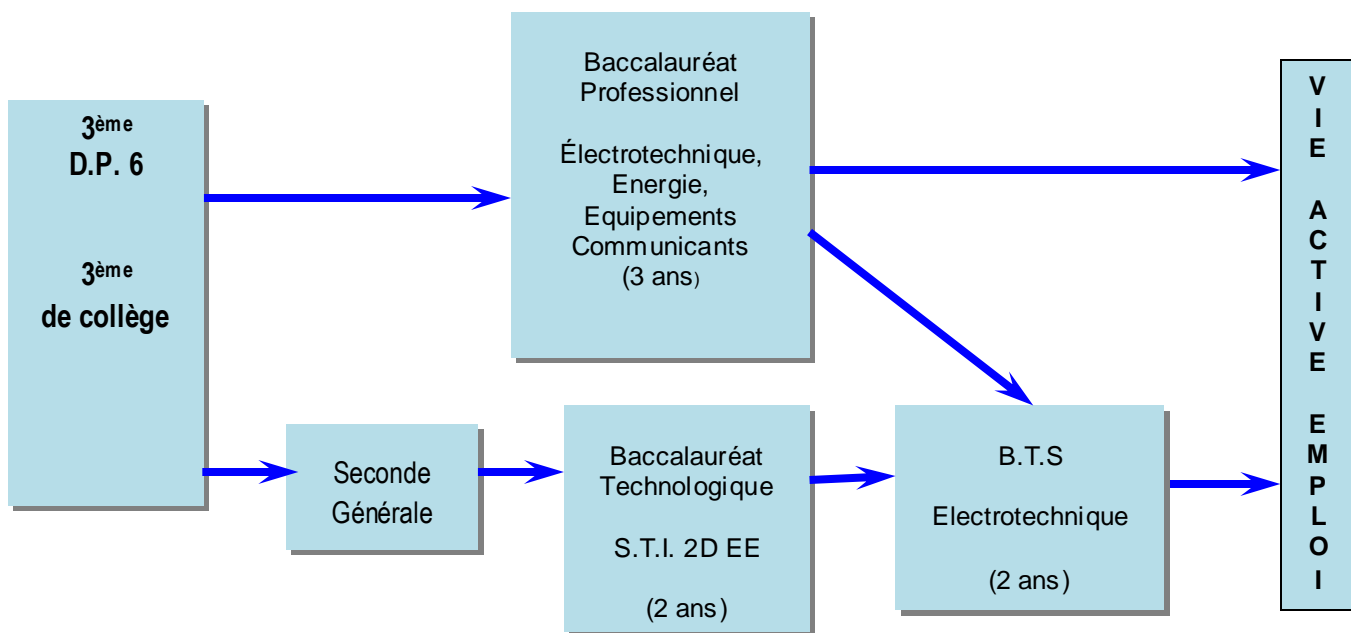 3ème
D.P. 6
3ème
de collège
Baccalauréat
Professionnel
Électrotechnique,
Energie,
Equipements
Communicants
(3 ans)
Seconde
Générale
Baccalauréat
Technologique
S.T.I. 2D EE
(2 ans)
B.T.S
Electrotechnique
(2 ans)
V
I
E
A
C
T
I
V
E
E
M
P
L
O
I